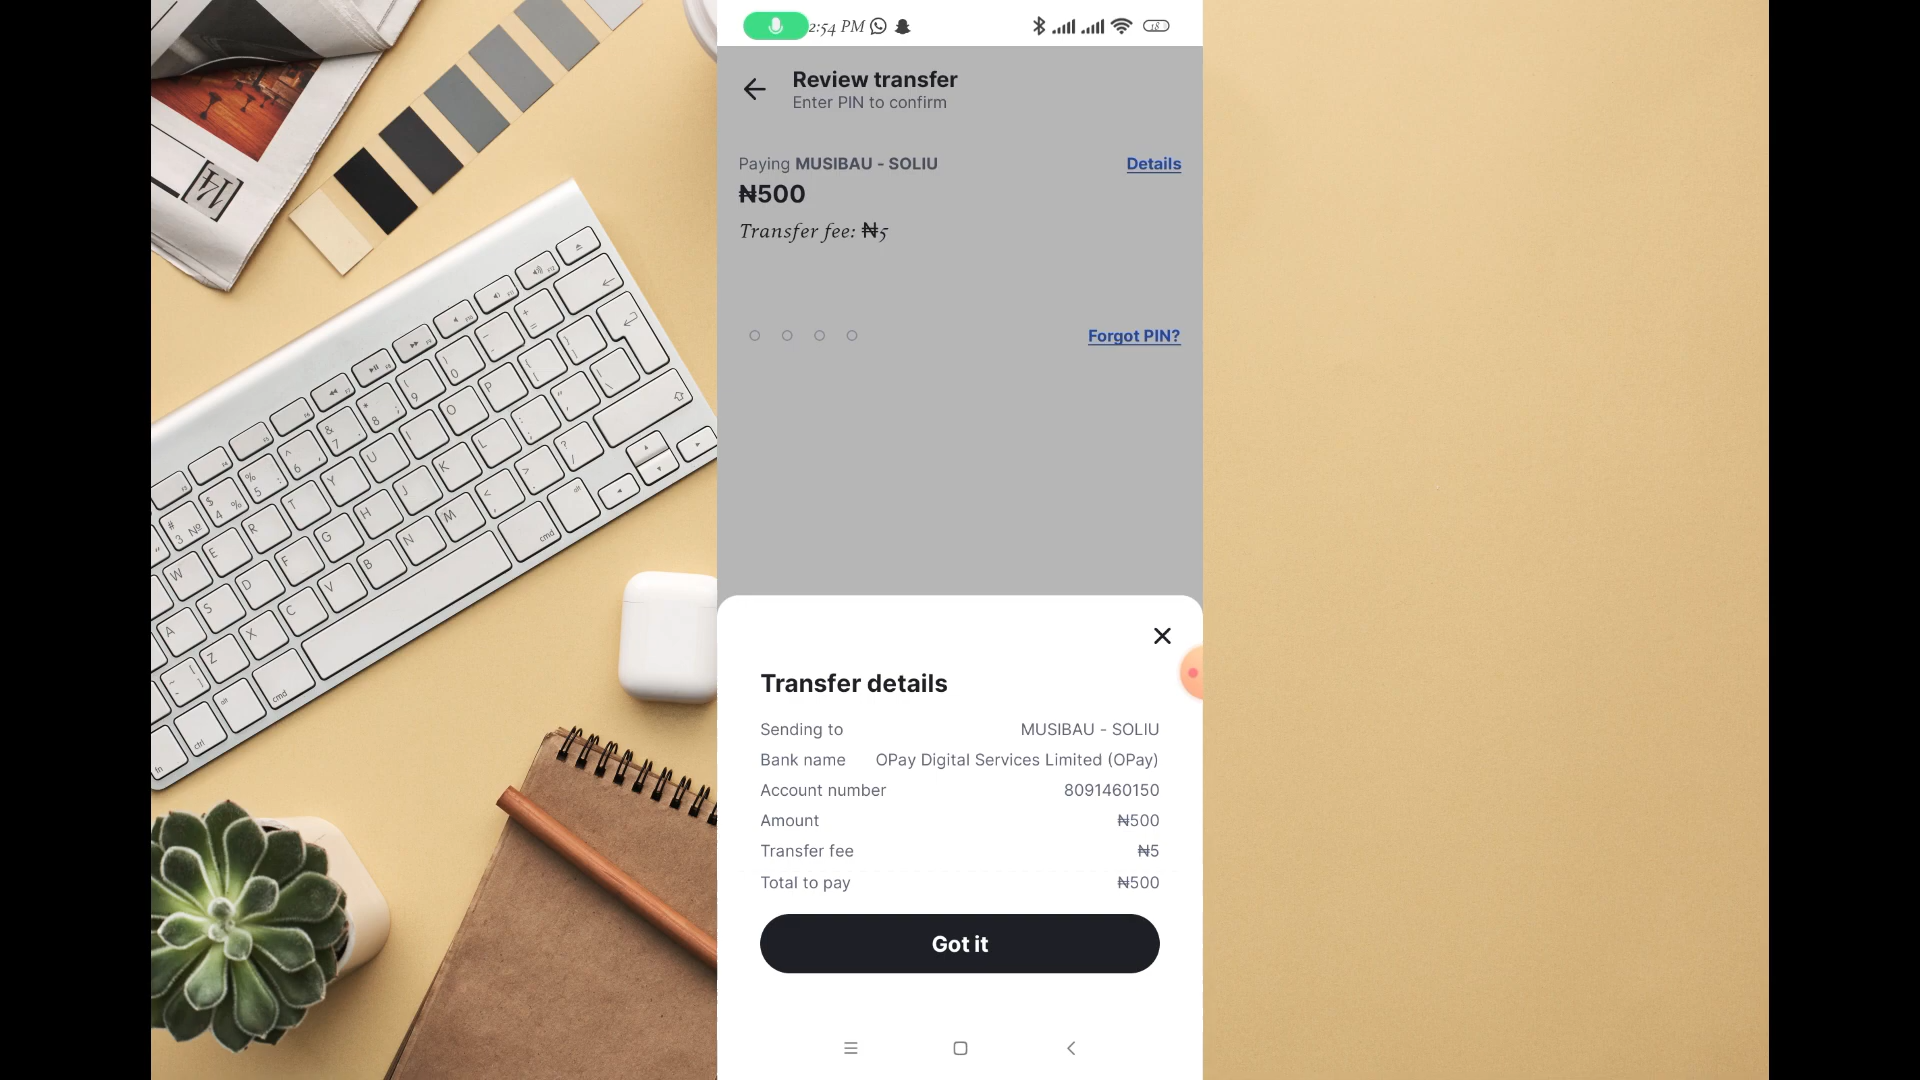 2:54 PM
18
Review transfer
Enter PIN to confirm
Paying MUSIBAU - SOLIU
Details
₦500
Transfer fee: ₦5
Forgot PIN?
Transfer details
Sending to MUSIBAU - SOLIU
Bank name OPay Digital Services Limited (OPay)
Account number 8091460150
Amount ₦500
Transfer fee ₦5
Total to pay ₦500
Got it